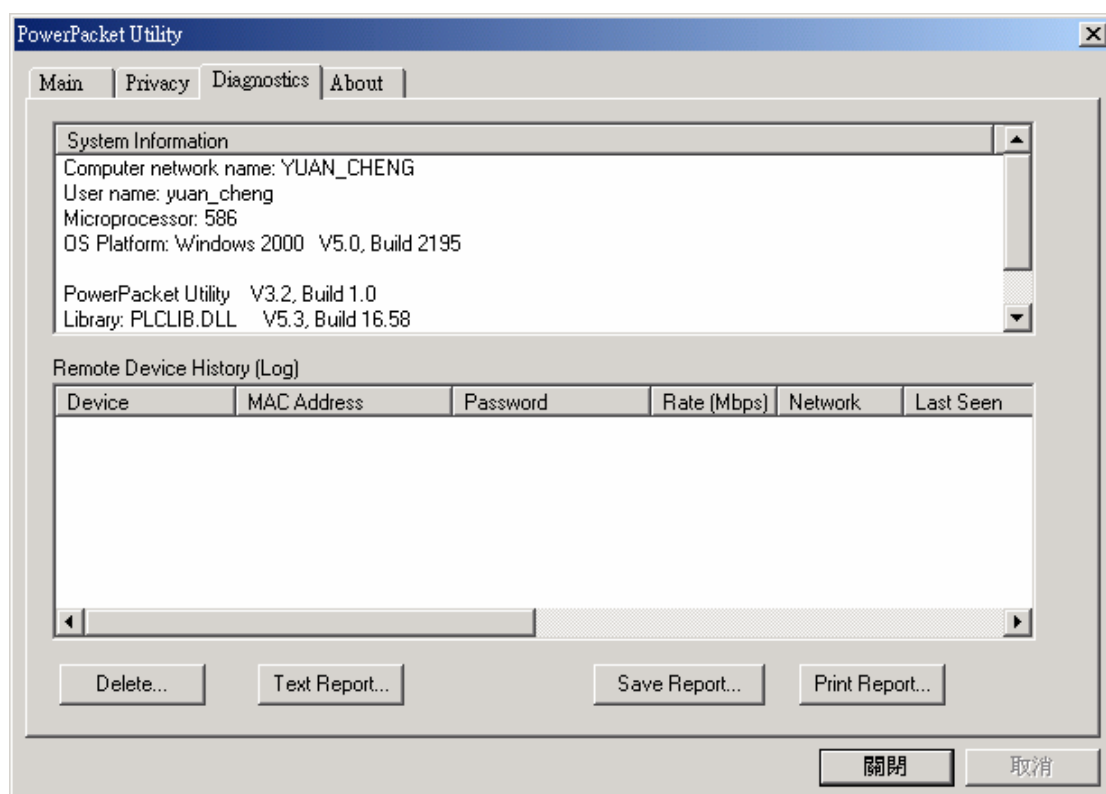 PowerPacket Utility
Main Privacy Diagnostics About
System Information
Computer network name: YUAN_CHENG
User name: yuan_cheng
Microprocessor: 586
OS Platform: Windows 2000 V5.0, Build 2195
PowerPacket Utility V3.2, Build 1.0
Library: PLCLIB.DLL V5.3, Build 16.58
Remote Device History (Log)
Device MAC Address Password Rate (Mbps) Network Last Seen
Delete... Text Report... Save Report... Print Report...
關閉 取消